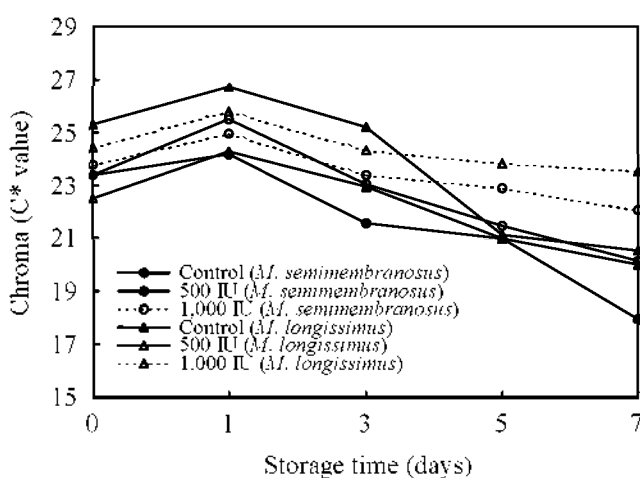 29
27
25
23
21
19
17
15
Chroma (C* value)
Control (M. semimembranosus)
500 IU (M. semimembranosus)
1,000 IU (M. semimembranosus)
Control (M. longissimus)
500 IU (M. longissimus)
1.000 IU (M. longissimus)
0 1 3 5 7
Storage time (days)